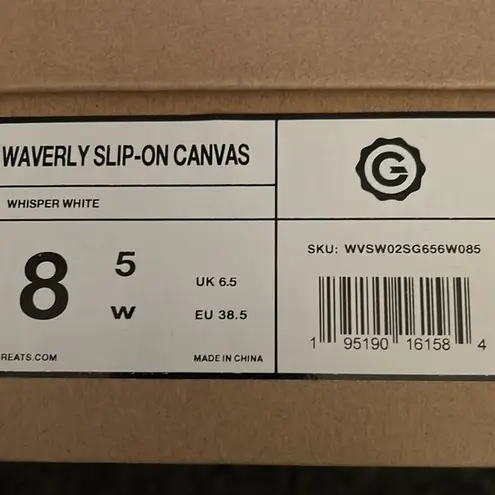 WAVERLY SLIP-ON CANVAS
WHISPER WHITE
8 5
W
UK 6.5
EU 38.5
REATS.COM
MADE IN CHINA
G
SKU: WVSW02SG656W085
1 95190 16158 4